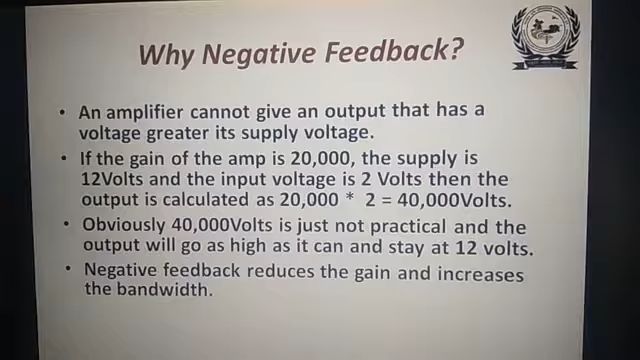 Why Negative Feedback?
• An amplifier cannot give an output that has a
voltage greater its supply voltage.
• If the gain of the amp is 20,000, the supply is
12Volts and the input voltage is 2 Volts then the
output is calculated as 20,000 * 2 = 40,000Volts.
• Obviously 40,000Volts is just not practical and the
output will go as high as it can and stay at 12 volts.
• Negative feedback reduces the gain and increases
the bandwidth.